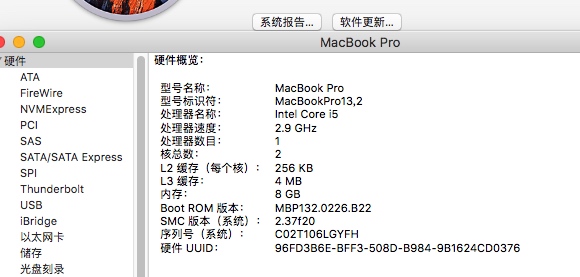 系统报告...
软件更新...
MacBook Pro
硬件
ATA
FireWire
NVMExpress
PCI
SAS
SATA/SATA Express
SPI
Thunderbolt
USB
iBridge
以太网卡
储存
光盘刻录
硬件概览：
型号名称： MacBook Pro
型号标识符： MacBookPro13,2
处理器名称： Intel Core i5
处理器速度： 2.9 GHz
处理器数目： 1
核总数： 2
L2 缓存（每个核）： 256 KB
L3 缓存： 4 MB
内存： 8 GB
Boot ROM 版本： MBP132.0226.B22
SMC 版本（系统）： 2.37f20
序列号（系统）： C02T106LGYFH
硬件 UUID： 96FD3B6E-BFF3-508D-B984-9B1624CD0376